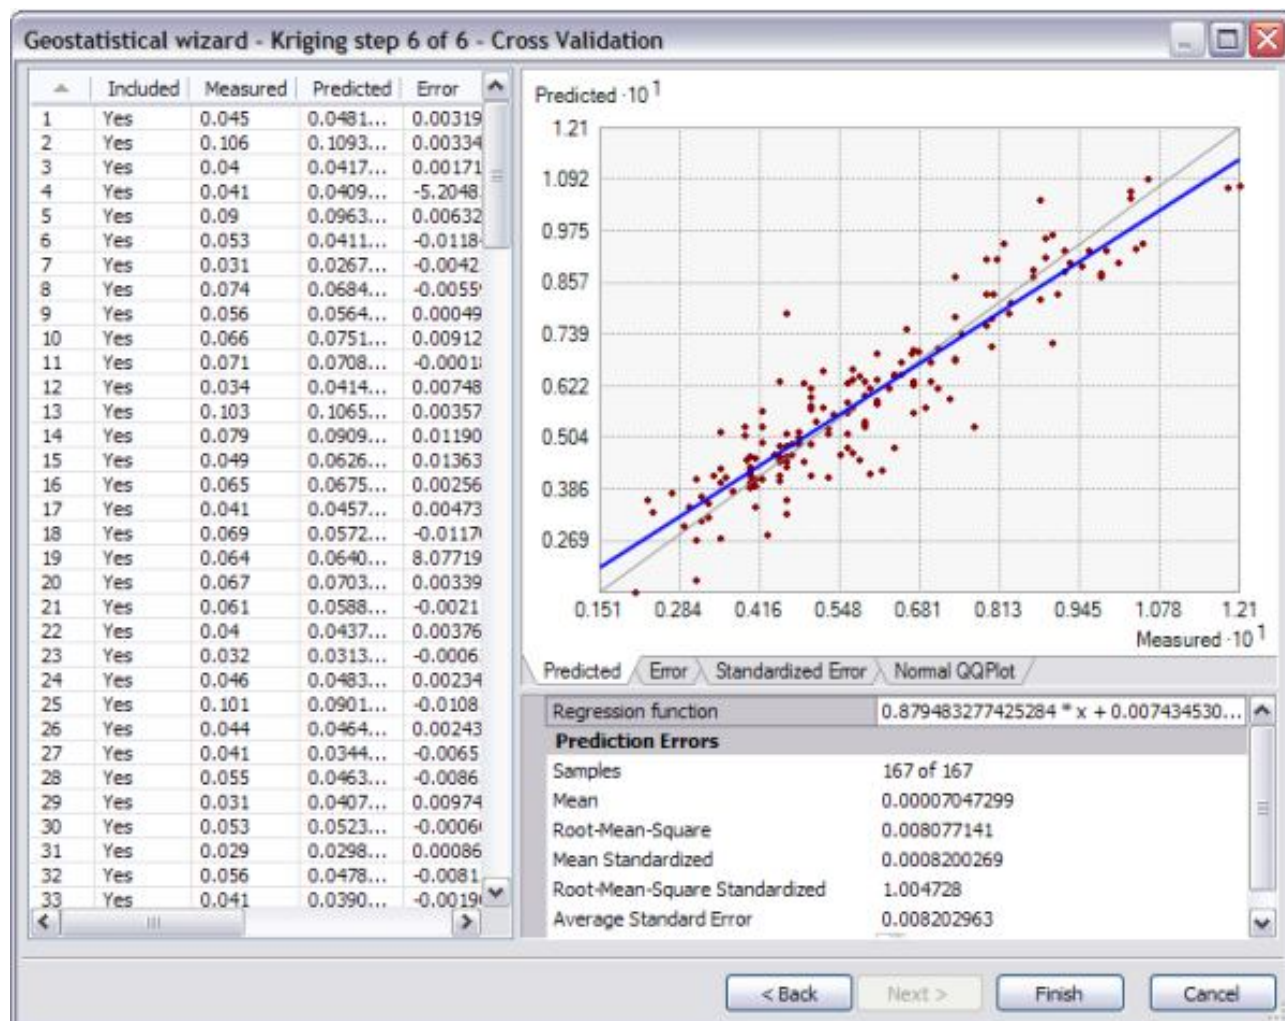 Geostatistical wizard - Kriging step 6 of 6 - Cross Validation
Included Measured Predicted Error
1 Yes 0.045 0.0481... 0.00319
2 Yes 0.106 0.1093... 0.00334
3 Yes 0.04 0.0417... 0.00171
4 Yes 0.041 0.0409... -5.2048
5 Yes 0.09 0.0963... 0.00632
6 Yes 0.053 0.0411... -0.0118
7 Yes 0.031 0.0267... -0.0042
8 Yes 0.074 0.0684... -0.0055
9 Yes 0.056 0.0564... 0.00049
10 Yes 0.066 0.0751... 0.00912
11 Yes 0.071 0.0708... -0.0001
12 Yes 0.034 0.0414... 0.00748
13 Yes 0.103 0.1065... 0.00357
14 Yes 0.079 0.0909... 0.01190
15 Yes 0.049 0.0626... 0.01363
16 Yes 0.065 0.0675... 0.00256
17 Yes 0.041 0.0457... 0.00473
18 Yes 0.069 0.0572... -0.0117
19 Yes 0.064 0.0640... 8.07719
20 Yes 0.067 0.0703... 0.00339
21 Yes 0.061 0.0588... -0.0021
22 Yes 0.04 0.0437... 0.00376
23 Yes 0.032 0.0313... -0.0006
24 Yes 0.046 0.0483... 0.00234
25 Yes 0.101 0.0901... -0.0108
26 Yes 0.044 0.0464... 0.00243
27 Yes 0.041 0.0344... -0.0065
28 Yes 0.055 0.0463... -0.0086
29 Yes 0.031 0.0407... 0.00974
30 Yes 0.053 0.0523... -0.0006
31 Yes 0.029 0.0298... 0.00086
32 Yes 0.056 0.0478... -0.0081
33 Yes 0.041 0.0390... -0.0019
Predicted ·10 1
1.21
1.092
0.975
0.857
0.739
0.622
0.504
0.386
0.269
0.151 0.284 0.416 0.548 0.681 0.813 0.945 1.078 1.21
Measured ·10 1
Predicted Error Standardized Error Normal QQPlot
Regression function 0.879483277425284 * x + 0.007434530...
Prediction Errors
Samples 167 of 167
Mean 0.00007047299
Root-Mean-Square 0.008077141
Mean Standardized 0.0008200269
Root-Mean-Square Standardized 1.004728
Average Standard Error 0.008202963
< Back Next > Finish Cancel